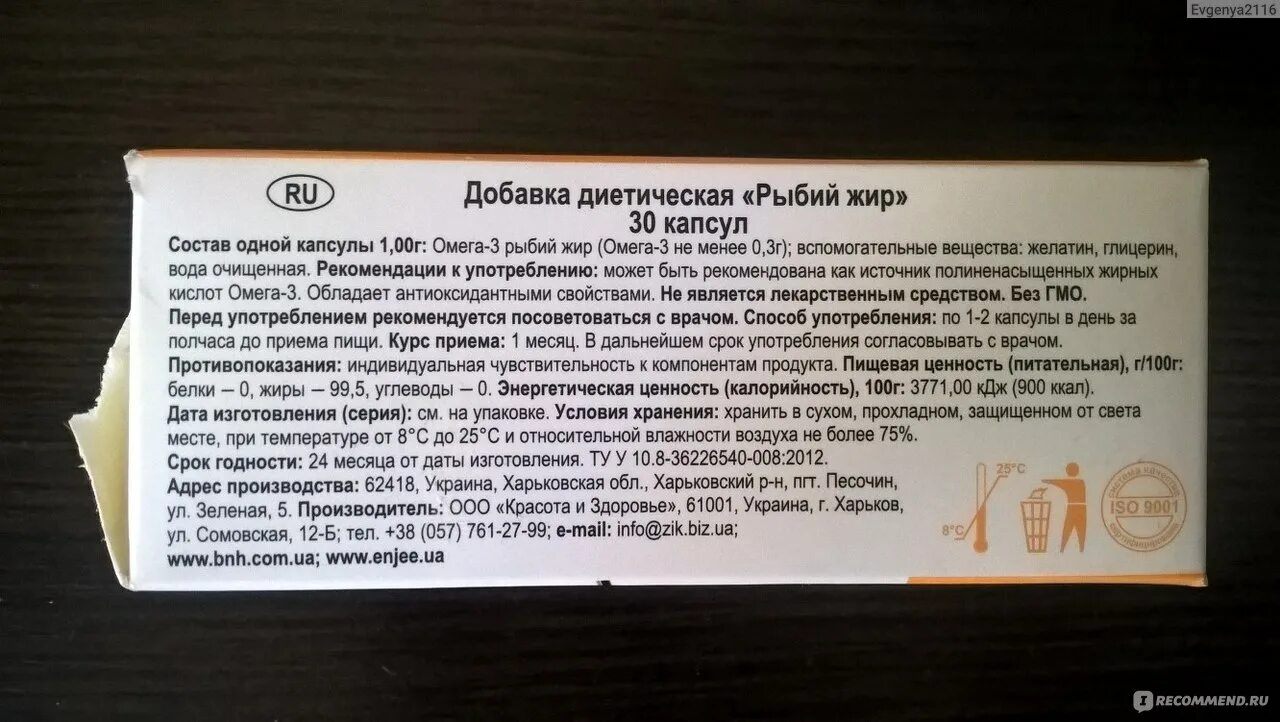 Evgenya2116
RU
Добавка диетическая «Рыбий жир»
30 капсул
Состав одной капсулы 1,00г: Омега-3 рыбий жир (Омега-3 не менее 0,3г); вспомогательные вещества: желатин, глицерин,
вода очищенная. Рекомендации к употреблению: может быть рекомендована как источник полиненасыщенных жирных
кислот Омега-3. Обладает антиоксидантными свойствами. Не является лекарственным средством. Без ГМО.
Перед употреблением рекомендуется посоветоваться с врачом. Способ употребления: по 1-2 капсулы в день за
полчаса до приема пищи. Курс приема: 1 месяц. В дальнейшем срок употребления согласовывать с врачом.
Противопоказания: индивидуальная чувствительность к компонентам продукта. Пищевая ценность (питательная), г/100г:
белки — 0, жиры — 99,5, углеводы — 0. Энергетическая ценность (калорийность), 100г: 3771,00 кДж (900 ккал).
Дата изготовления (серия): см. на упаковке. Условия хранения: хранить в сухом, прохладном, защищенном от света
месте, при температуре от 8°C до 25°C и относительной влажности воздуха не более 75%.
Срок годности: 24 месяца от даты изготовления. ТУ У 10.8-36226540-008:2012.
Адрес производства: 62418, Украина, Харьковская обл., Харьковский р-н, пгт. Песочин,
ул. Зеленая, 5. Производитель: ООО «Красота и Здоровье», 61001, Украина, г. Харьков,
ул. Сомовская, 12-Б; тел. +38 (057) 761-27-99; e-mail: info@zik.biz.ua;
www.bnh.com.ua; www.enjee.ua
25°C
8°C
система качества
ISO 9001
сертифицирована
IRECOMMEND.RU